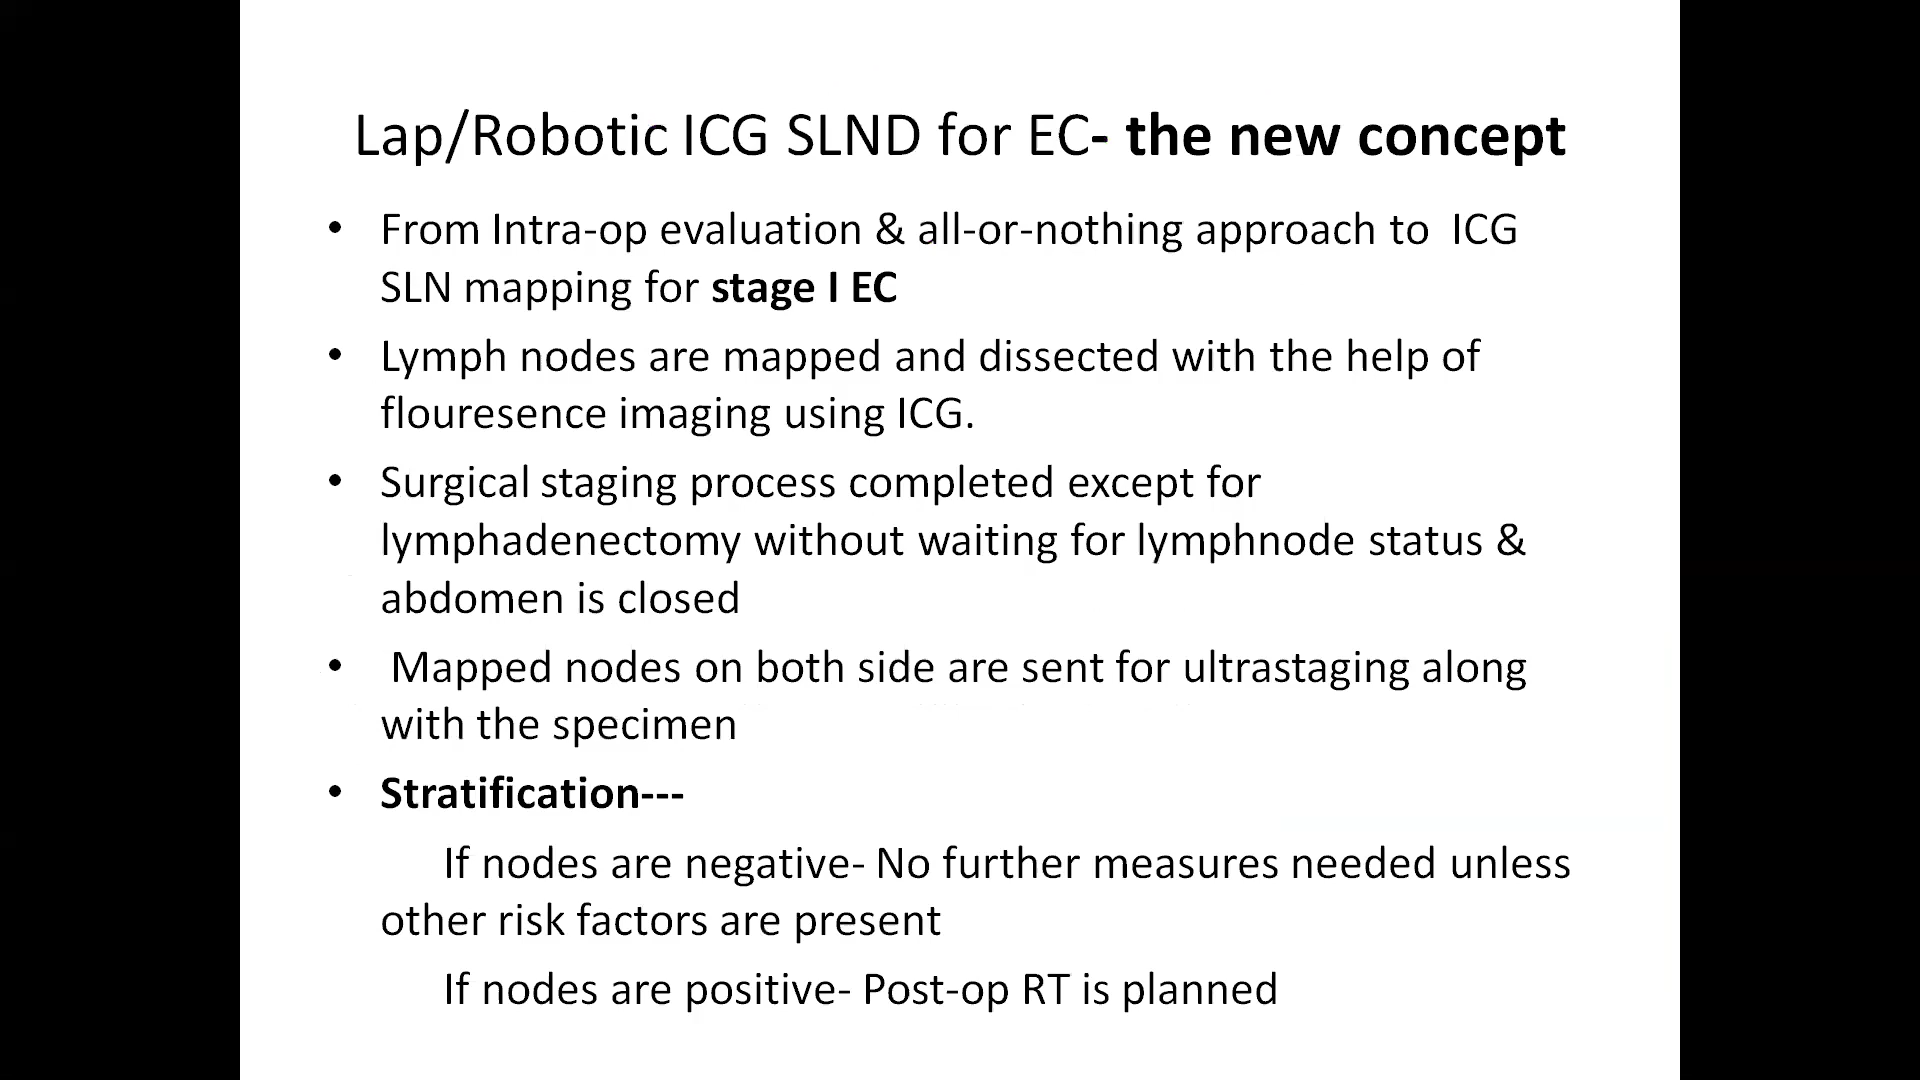 Lap/Robotic ICG SLND for EC- the new concept
• From Intra-op evaluation & all-or-nothing approach to ICG
SLN mapping for stage I EC
• Lymph nodes are mapped and dissected with the help of
flouresence imaging using ICG.
• Surgical staging process completed except for
lymphadenectomy without waiting for lymphnode status &
abdomen is closed
• Mapped nodes on both side are sent for ultrastaging along
with the specimen
• Stratification---
If nodes are negative- No further measures needed unless
other risk factors are present
If nodes are positive- Post-op RT is planned